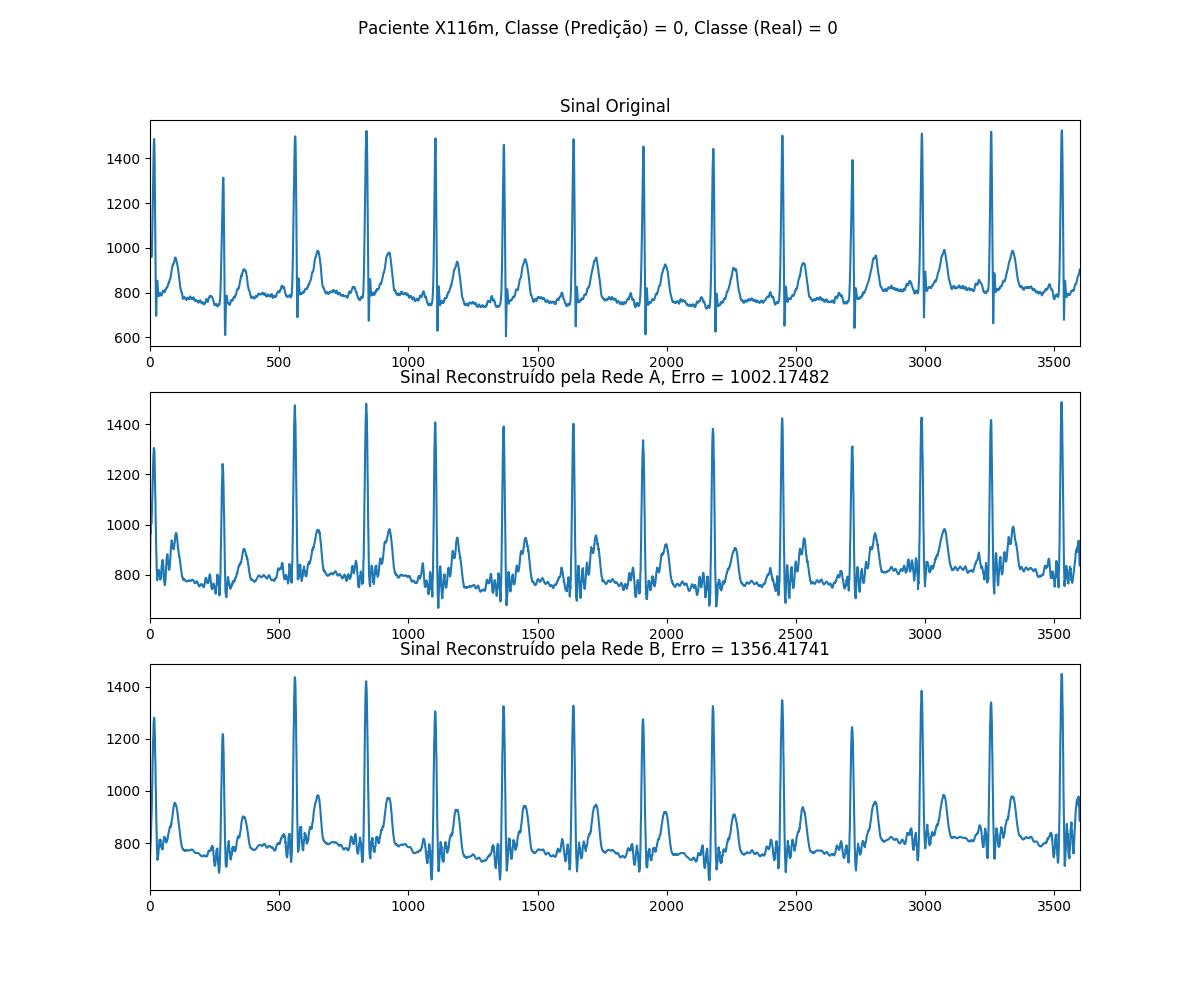 Paciente X116m, Classe (Predição) = 0, Classe (Real) = 0
Sinal Original
1400
1200
1000
800
600
0 500 1000 1500 2000 2500 3000 3500
Sinal Reconstruído pela Rede A, Erro = 1002.17482
1400
1200
1000
800
0 500 1000 1500 2000 2500 3000 3500
Sinal Reconstruído pela Rede B, Erro = 1356.41741
1400
1200
1000
800
0 500 1000 1500 2000 2500 3000 3500